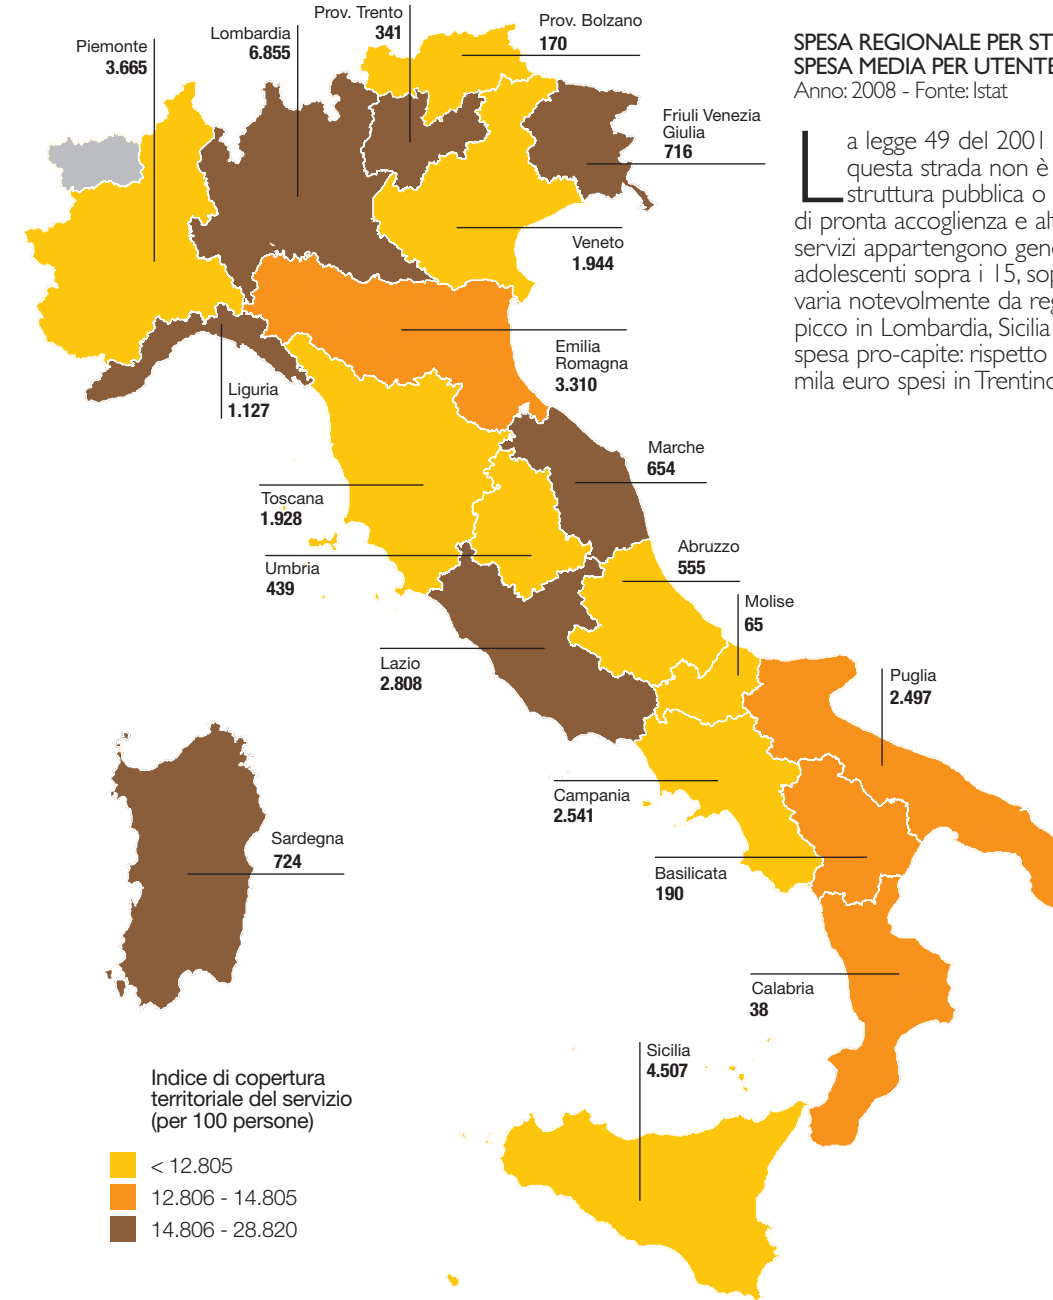 Prov. Trento
341
Prov. Bolzano
170
Lombardia
6.855
Piemonte
3.665
SPESA REGIONALE PER ST
SPESA MEDIA PER UTENTE
Anno: 2008 - Fonte: Istat
Friuli Venezia
Giulia
716
La legge 49 del 2001
questa strada non è
struttura pubblica o
di pronta accoglienza e alt
servizi appartengono gene
adolescenti sopra i 15, sop
varia notevolmente da reg
picco in Lombardia, Sicilia
spesa pro-capite: rispetto
mila euro spesi in Trentino
Veneto
1.944
Emilia
Romagna
3.310
Liguria
1.127
Marche
654
Toscana
1.928
Abruzzo
555
Umbria
439
Molise
65
Lazio
2.808
Puglia
2.497
Campania
2.541
Sardegna
724
Basilicata
190
Calabria
38
Sicilia
4.507
Indice di copertura
territoriale del servizio
(per 100 persone)
< 12.805
12.806 - 14.805
14.806 - 28.820